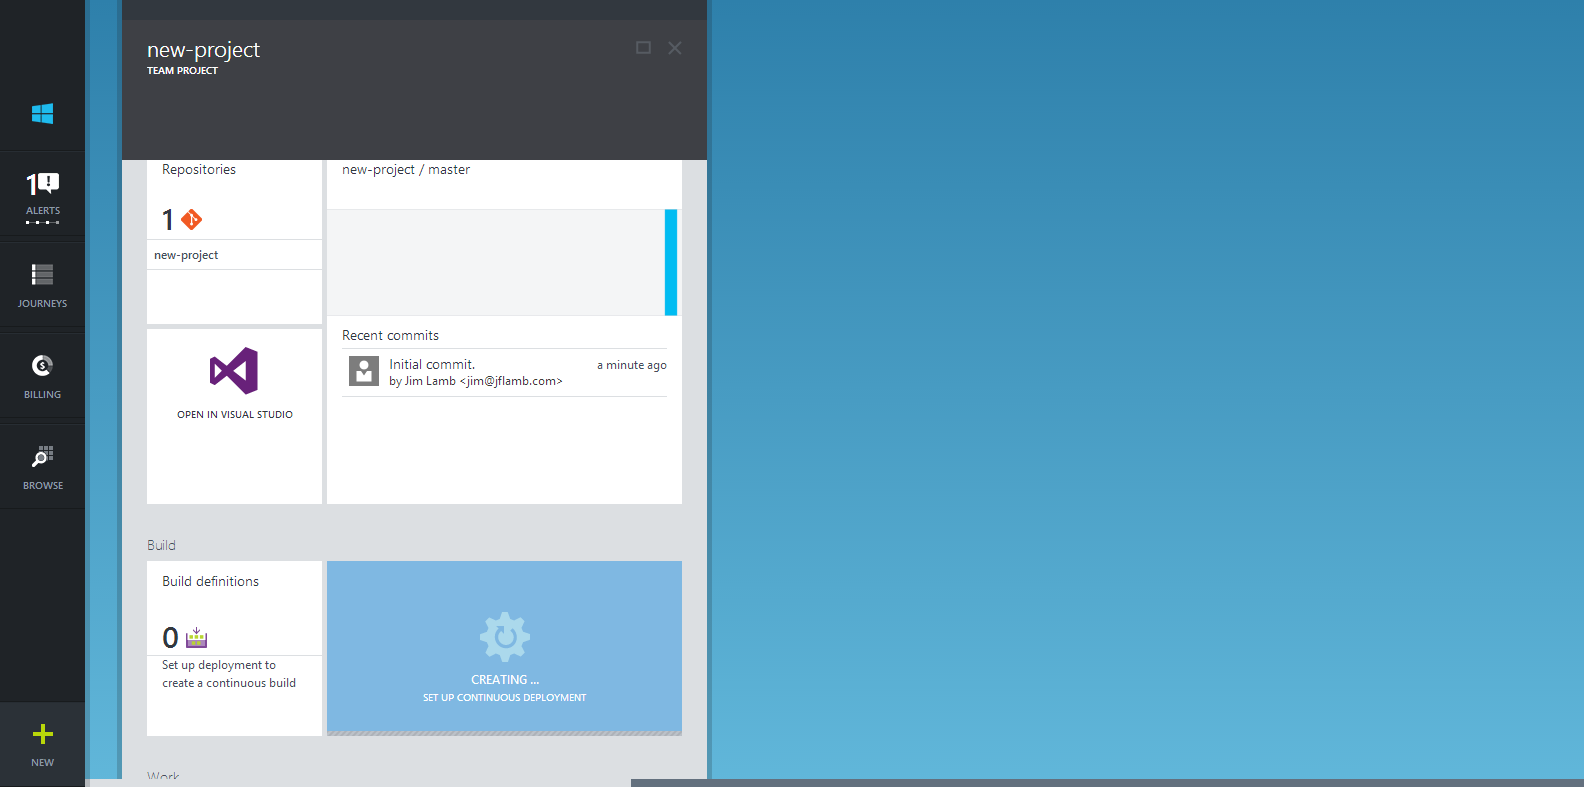 new-project
TEAM PROJECT
1
ALERTS
JOURNEYS
BILLING
BROWSE
NEW
Repositories
1
new-project
OPEN IN VISUAL STUDIO
new-project / master
Recent commits
Initial commit.
a minute ago
by Jim Lamb <jim@jflamb.com>
Build
Build definitions
0
Set up deployment to
create a continuous build
CREATING ...
SET UP CONTINUOUS DEPLOYMENT
Work